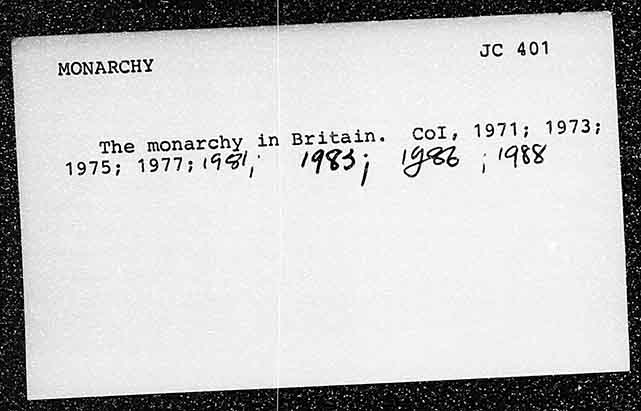 MONARCHY
JC 401
The monarchy in Britain. CoI, 1971; 1973;
1975; 1977; 1981; 1983; 1986 ; 1988